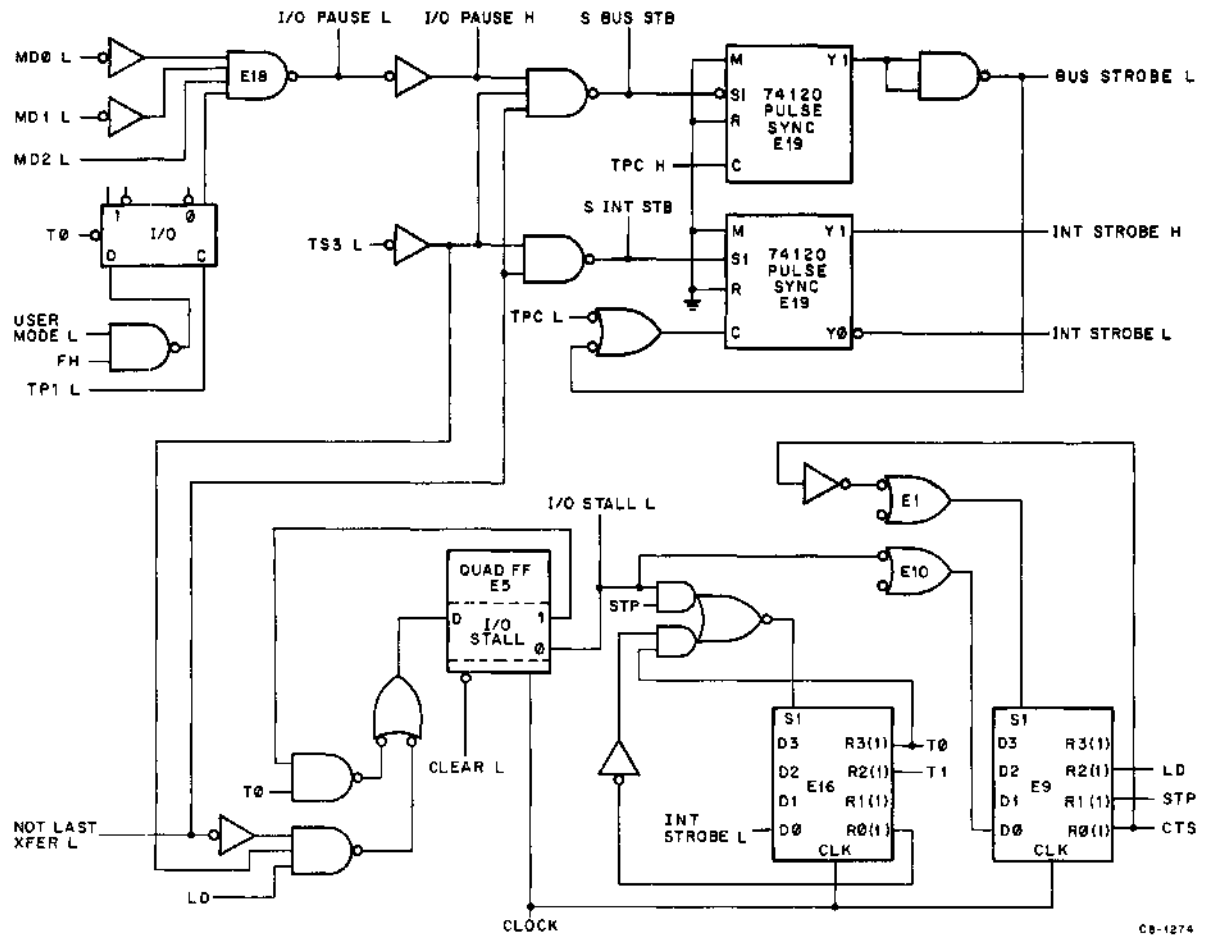 I/O PAUSE L
I/O PAUSE H
S BUS STB
MD0 L
E18
MD1 L
MD2 L
M
Y1
S1
74120
PULSE
SYNC
E19
R
C
TPC H
BUS STROBE L
1
0
I/O
T0
D
C
TS3 L
S INT STB
M
Y1
S1
74120
PULSE
SYNC
E19
R
C
Y0
INT STROBE H
INT STROBE L
TPC L
USER
MODE L
FH
TP1 L
I/O STALL L
E1
E10
QUAD FF
E5
D
1
I/O
STALL
0
STP
CLEAR L
T0
NOT LAST
XFER L
LD
INT
STROBE L
S1
D3
R3(1)
T0
D2
R2(1)
T1
E16
D1
R1(1)
D0
R0(1)
CLK
S1
D3
R3(1)
D2
R2(1)
LD
E9
D1
R1(1)
STP
D0
R0(1)
CTS
CLK
CLOCK
CB-1274